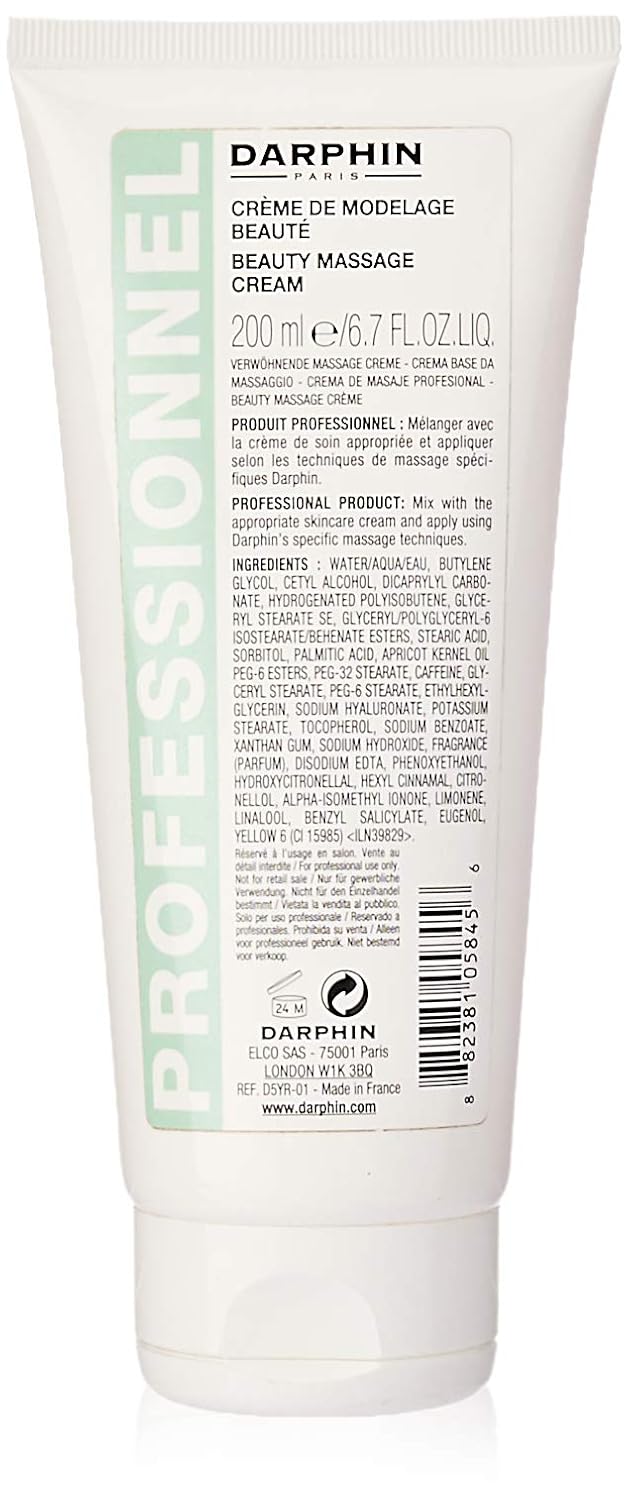 PROFESSIONNEL
DARPHIN
PARIS
CRÈME DE MODELAGE
BEAUTÉ
BEAUTY MASSAGE
CREAM
200 ml ℮/6.7 FL.OZ.LIQ.
VERWÖHNENDE MASSAGE CREME - CREMA BASE DA
MASSAGGIO - CREMA DE MASAJE PROFESIONAL -
BEAUTY MASSAGE CRÈME
PRODUIT PROFESSIONNEL : Mélanger avec
la crème de soin appropriée et appliquer
selon les techniques de massage spéci-
fiques Darphin.
PROFESSIONAL PRODUCT: Mix with the
appropriate skincare cream and apply using
Darphin's specific massage techniques.
INGREDIENTS : WATER/AQUA/EAU, BUTYLENE
GLYCOL, CETYL ALCOHOL, DICAPRYLYL CARBO-
NATE, HYDROGENATED POLYISOBUTENE, GLYCE-
RYL STEARATE SE, GLYCERYL/POLYGLYCERYL-6
ISOSTEARATE/BEHENATE ESTERS, STEARIC ACID,
SORBITOL, PALMITIC ACID, APRICOT KERNEL OIL
PEG-6 ESTERS, PEG-32 STEARATE, CAFFEINE, GLY-
CERYL STEARATE, PEG-6 STEARATE, ETHYLHEXYL-
GLYCERIN, SODIUM HYALURONATE, POTASSIUM
STEARATE, TOCOPHEROL, SODIUM BENZOATE,
XANTHAN GUM, SODIUM HYDROXIDE, FRAGRANCE
(PARFUM), DISODIUM EDTA, PHENOXYETHANOL,
HYDROXYCITRONELLAL, HEXYL CINNAMAL, CITRO-
NELLOL, ALPHA-ISOMETHYL IONONE, LIMONENE,
LINALOOL, BENZYL SALICYLATE, EUGENOL,
YELLOW 6 (CI 15985) <ILN39829>.
Réservé à l'usage en salon. Vente au
détail interdite / For professional use only.
Not for retail sale / Nur für gewerbliche
Verwendung. Nicht für den Einzelhandel
bestimmt / Vietata la vendita al pubblico.
Solo per uso professionale / Reservado a
profesionales. Prohibida su venta / Alleen
voor professioneel gebruik. Niet bestemd
voor verkoop.
24 M
DARPHIN
ELCO SAS - 75001 Paris
LONDON W1K 3BQ
REF. D5YR-01 - Made in France
www.darphin.com
8 82381 05845 6